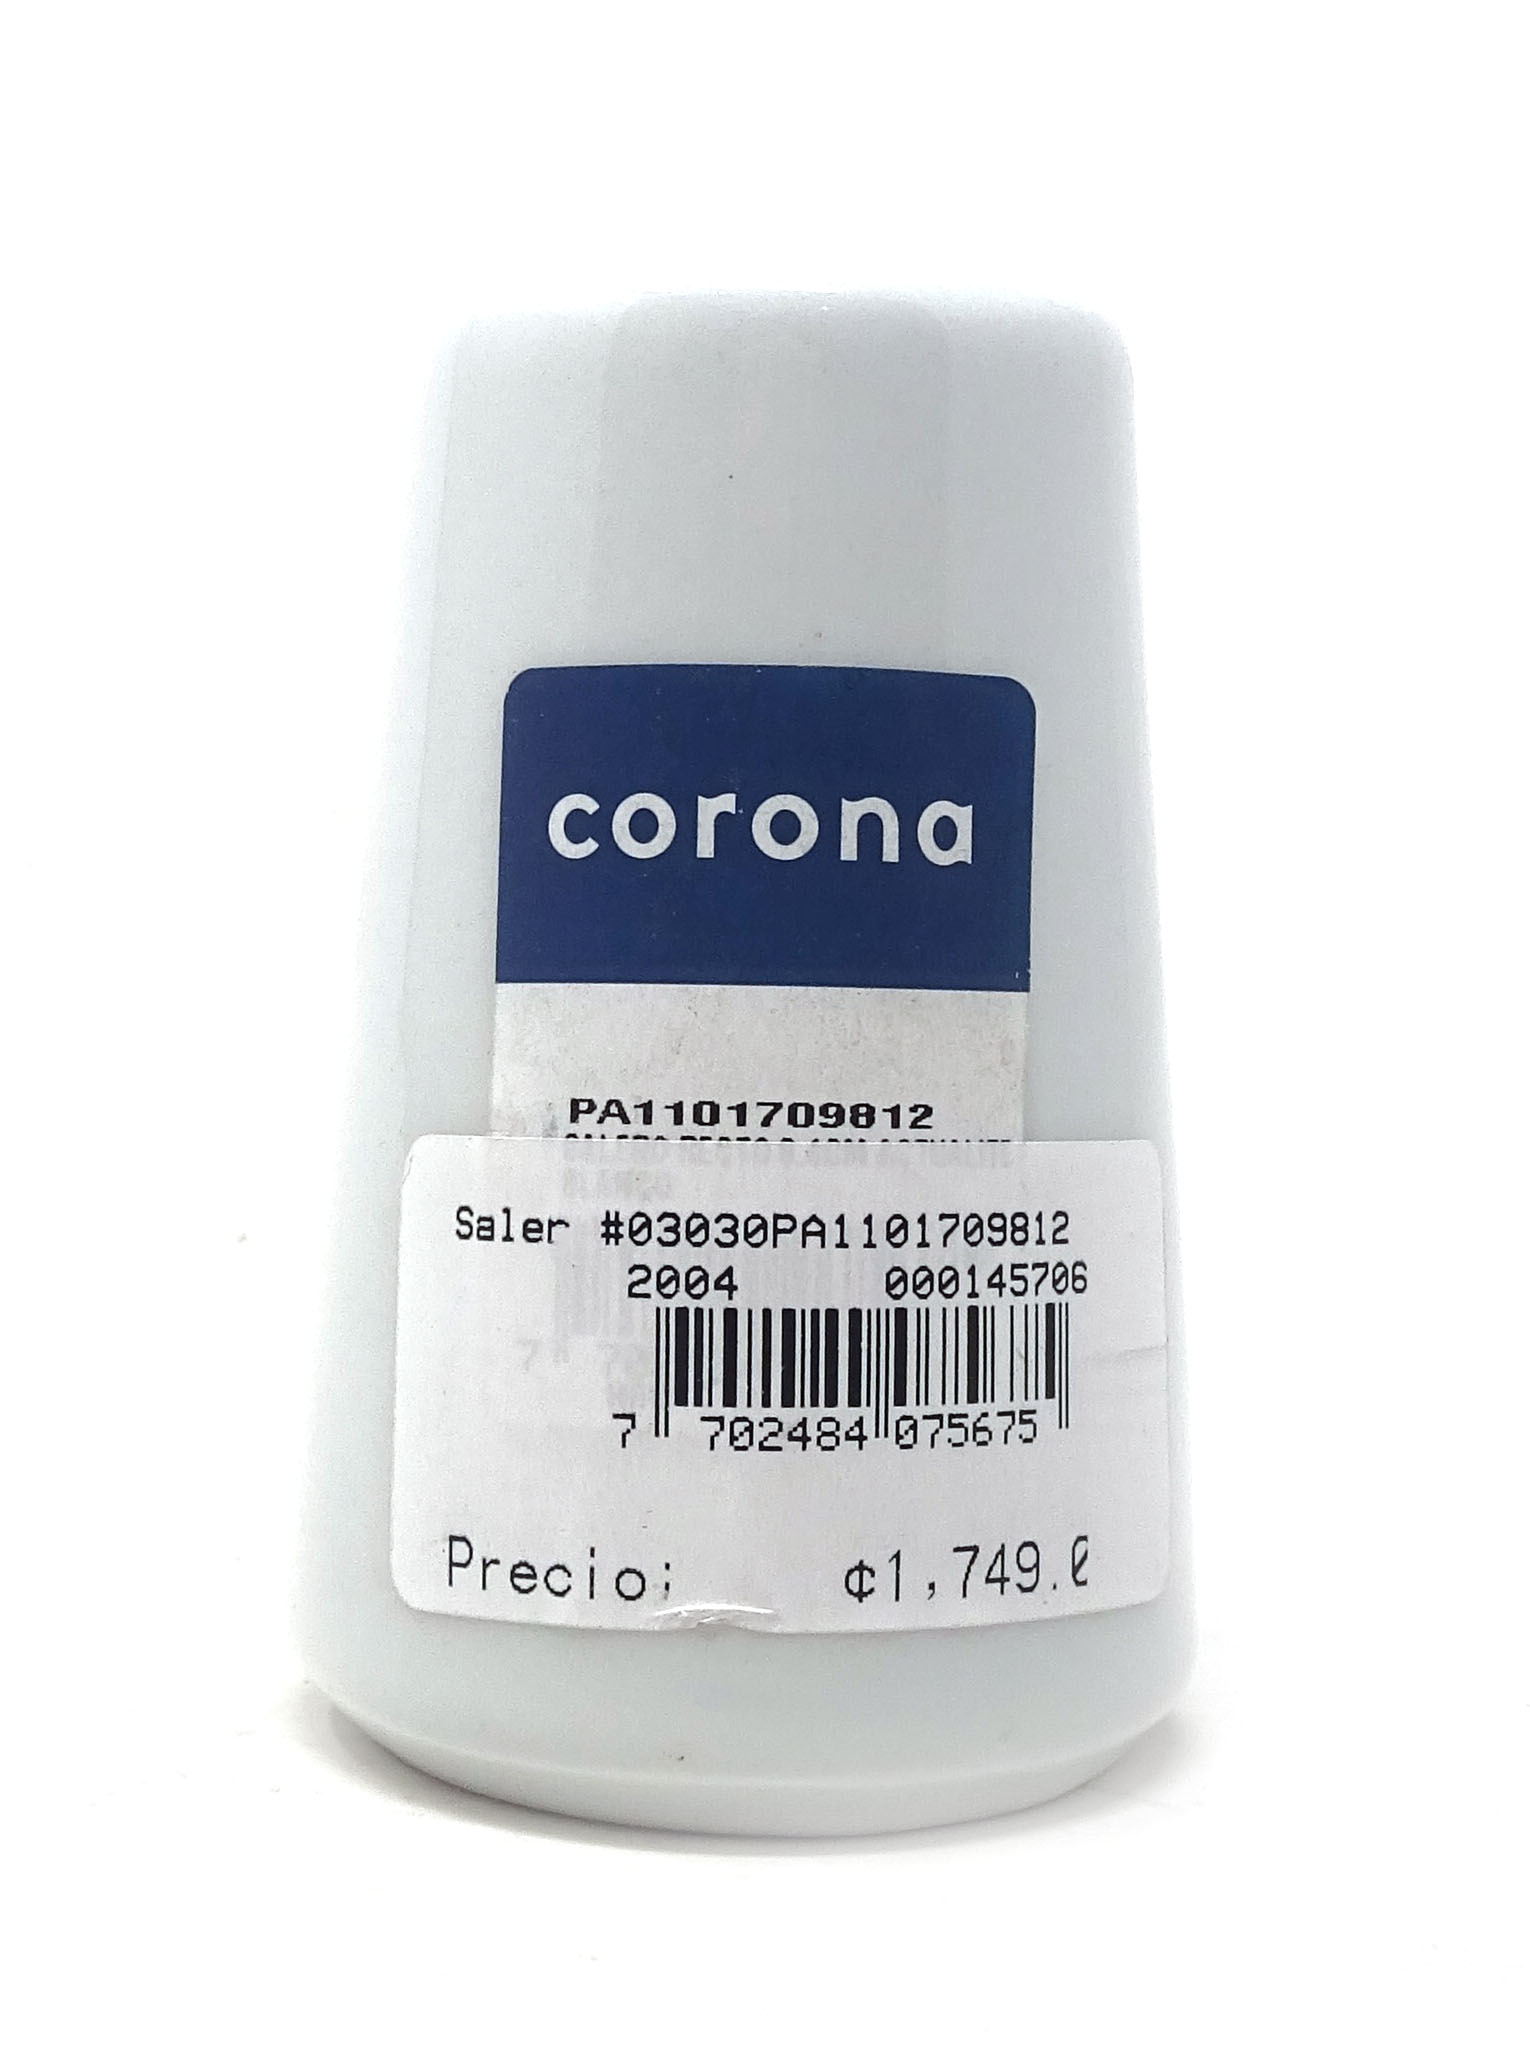 corona
PA1101709812
Saler #03030PA1101709812
2004 000145706
7 702484 075675
Precio: ₡1,749.0